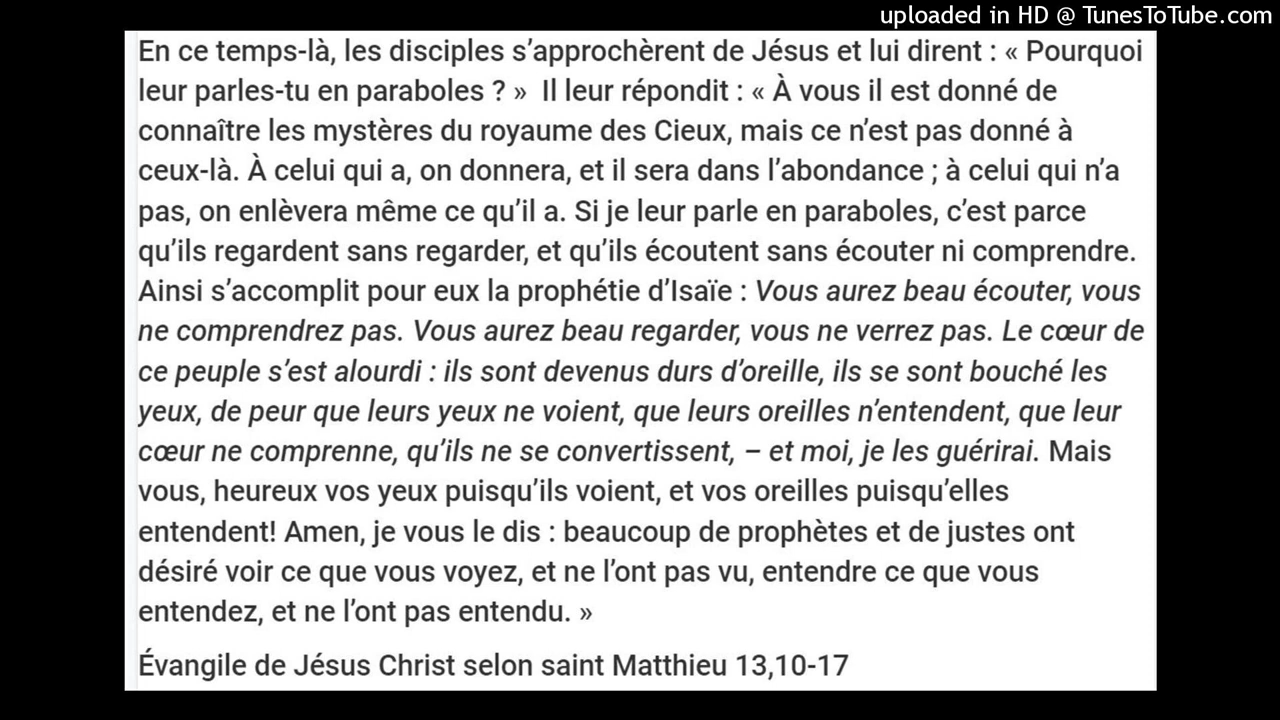 uploaded in HD @ TunesToTube.com
En ce temps-là, les disciples s’approchèrent de Jésus et lui dirent : « Pourquoi
leur parles-tu en paraboles ? »  Il leur répondit : « À vous il est donné de
connaître les mystères du royaume des Cieux, mais ce n’est pas donné à
ceux-là. À celui qui a, on donnera, et il sera dans l’abondance ; à celui qui n’a
pas, on enlèvera même ce qu’il a. Si je leur parle en paraboles, c’est parce
qu’ils regardent sans regarder, et qu’ils écoutent sans écouter ni comprendre.
Ainsi s’accomplit pour eux la prophétie d’Isaïe : Vous aurez beau écouter, vous
ne comprendrez pas. Vous aurez beau regarder, vous ne verrez pas. Le cœur de
ce peuple s’est alourdi : ils sont devenus durs d’oreille, ils se sont bouché les
yeux, de peur que leurs yeux ne voient, que leurs oreilles n’entendent, que leur
cœur ne comprenne, qu’ils ne se convertissent, – et moi, je les guérirai. Mais
vous, heureux vos yeux puisqu’ils voient, et vos oreilles puisqu’elles
entendent! Amen, je vous le dis : beaucoup de prophètes et de justes ont
désiré voir ce que vous voyez, et ne l’ont pas vu, entendre ce que vous
entendez, et ne l’ont pas entendu. »
Évangile de Jésus Christ selon saint Matthieu 13,10-17